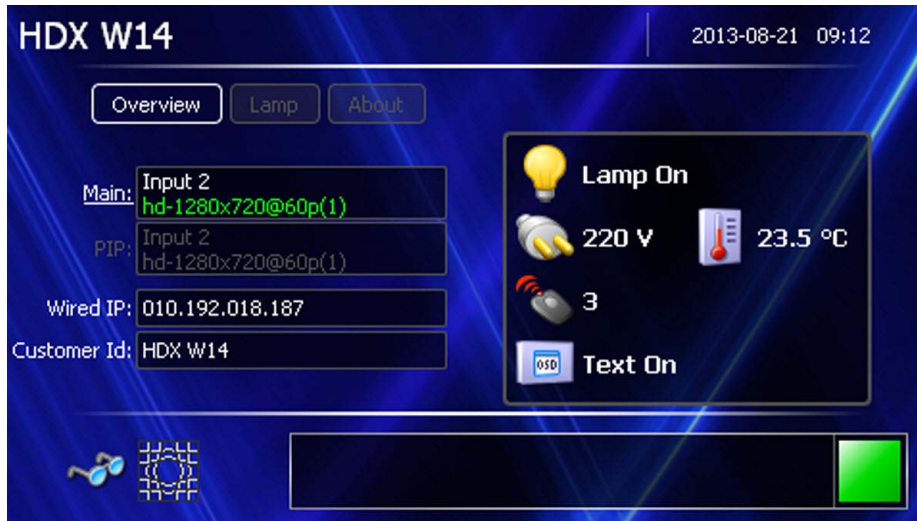 HDX W14
2013-08-21 09:12
Overview
Lamp
About
Main:
Input 2
hd-1280x720@60p(1)
PIP:
Input 2
hd-1280x720@60p(1)
Wired IP:
010.192.018.187
Customer Id:
HDX W14
Lamp On
220 V
23.5 ºC
3
OSD
Text On